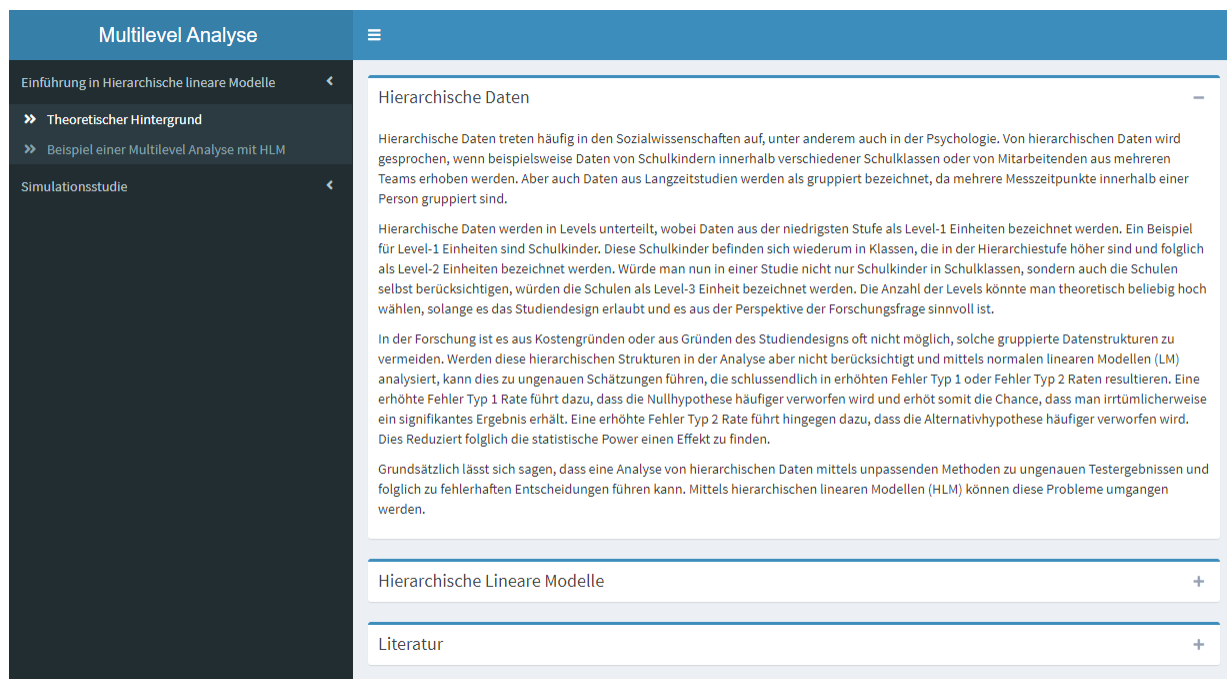 Multilevel Analyse
Einführung in Hierarchische lineare Modelle
Theoretischer Hintergrund
Beispiel einer Multilevel Analyse mit HLM
Simulationsstudie
Hierarchische Daten
Hierarchische Daten treten häufig in den Sozialwissenschaften auf, unter anderem auch in der Psychologie. Von hierarchischen Daten wird
gesprochen, wenn beispielsweise Daten von Schulkindern innerhalb verschiedener Schulklassen oder von Mitarbeitenden aus mehreren
Teams erhoben werden. Aber auch Daten aus Langzeitstudien werden als gruppiert bezeichnet, da mehrere Messzeitpunkte innerhalb einer
Person gruppiert sind.
Hierarchische Daten werden in Levels unterteilt, wobei Daten aus der niedrigsten Stufe als Level-1 Einheiten bezeichnet werden. Ein Beispiel
für Level-1 Einheiten sind Schulkinder. Diese Schulkinder befinden sich wiederum in Klassen, die in der Hierarchiestufe höher sind und folglich
als Level-2 Einheiten bezeichnet werden. Würde man nun in einer Studie nicht nur Schulkinder in Schulklassen, sondern auch die Schulen
selbst berücksichtigen, würden die Schulen als Level-3 Einheit bezeichnet werden. Die Anzahl der Levels könnte man theoretisch beliebig hoch
wählen, solange es das Studiendesign erlaubt und es aus der Perspektive der Forschungsfrage sinnvoll ist.
In der Forschung ist es aus Kostengründen oder aus Gründen des Studiendesigns oft nicht möglich, solche gruppierte Datenstrukturen zu
vermeiden. Werden diese hierarchischen Strukturen in der Analyse aber nicht berücksichtigt und mittels normalen linearen Modellen (LM)
analysiert, kann dies zu ungenauen Schätzungen führen, die schlussendlich in erhöhten Fehler Typ 1 oder Fehler Typ 2 Raten resultieren. Eine
erhöhte Fehler Typ 1 Rate führt dazu, dass die Nullhypothese häufiger verworfen wird und erhöt somit die Chance, dass man irrtümlicherweise
ein signifikantes Ergebnis erhält. Eine erhöhte Fehler Typ 2 Rate führt hingegen dazu, dass die Alternativhypothese häufiger verworfen wird.
Dies Reduziert folglich die statistische Power einen Effekt zu finden.
Grundsätzlich lässt sich sagen, dass eine Analyse von hierarchischen Daten mittels unpassenden Methoden zu ungenauen Testergebnissen und
folglich zu fehlerhaften Entscheidungen führen kann. Mittels hierarchischen linearen Modellen (HLM) können diese Probleme umgangen
werden.
Hierarchische Lineare Modelle
Literatur